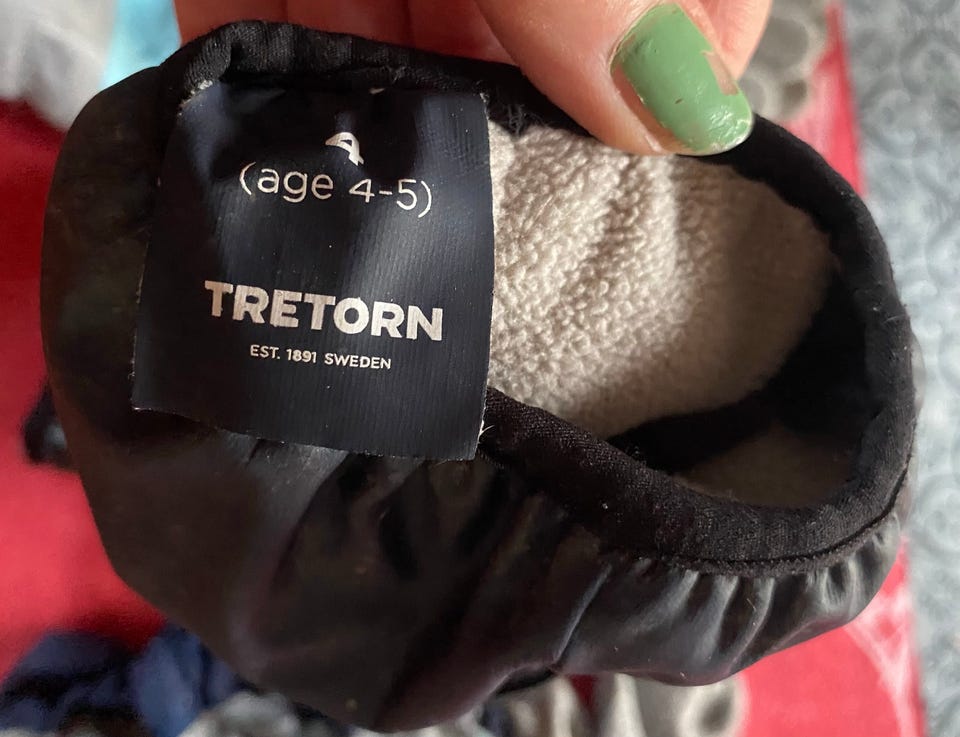 4
(age 4-5)
TRETORN
EST. 1891 SWEDEN